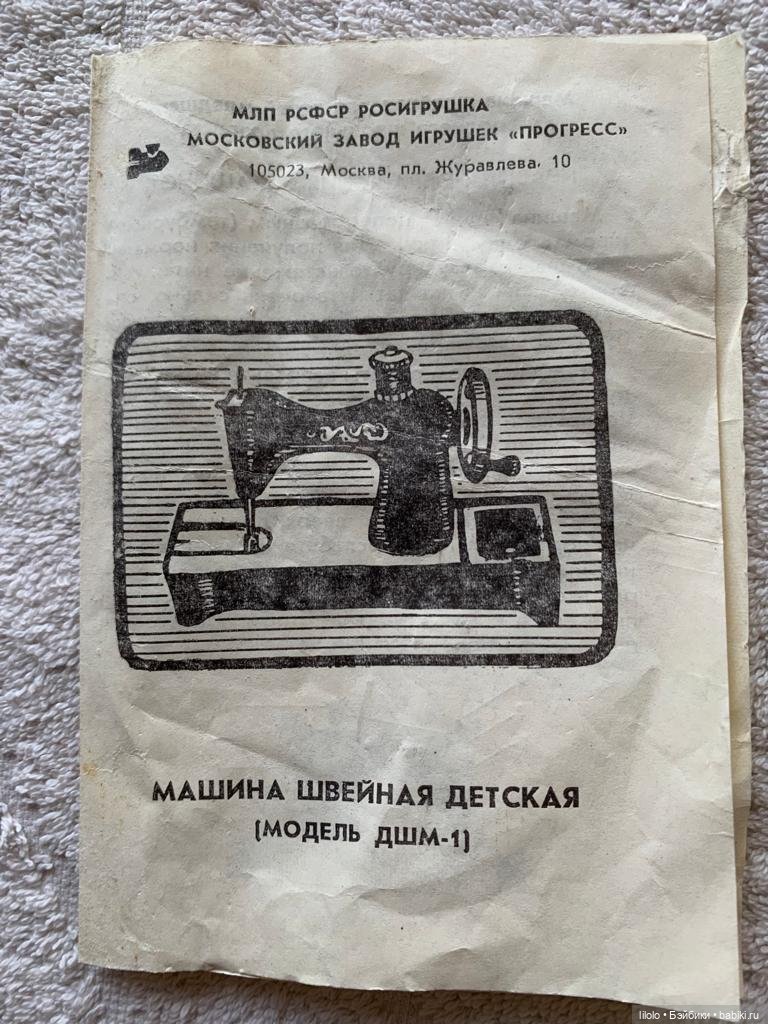 МЛП РСФСР РОСИГРУШКА
МОСКОВСКИЙ ЗАВОД ИГРУШЕК «ПРОГРЕСС»
105023, Москва, пл. Журавлева, 10
МАШИНА ШВЕЙНАЯ ДЕТСКАЯ
(МОДЕЛЬ ДШМ-1)
lilolo • Бэйбики • babiki.ru